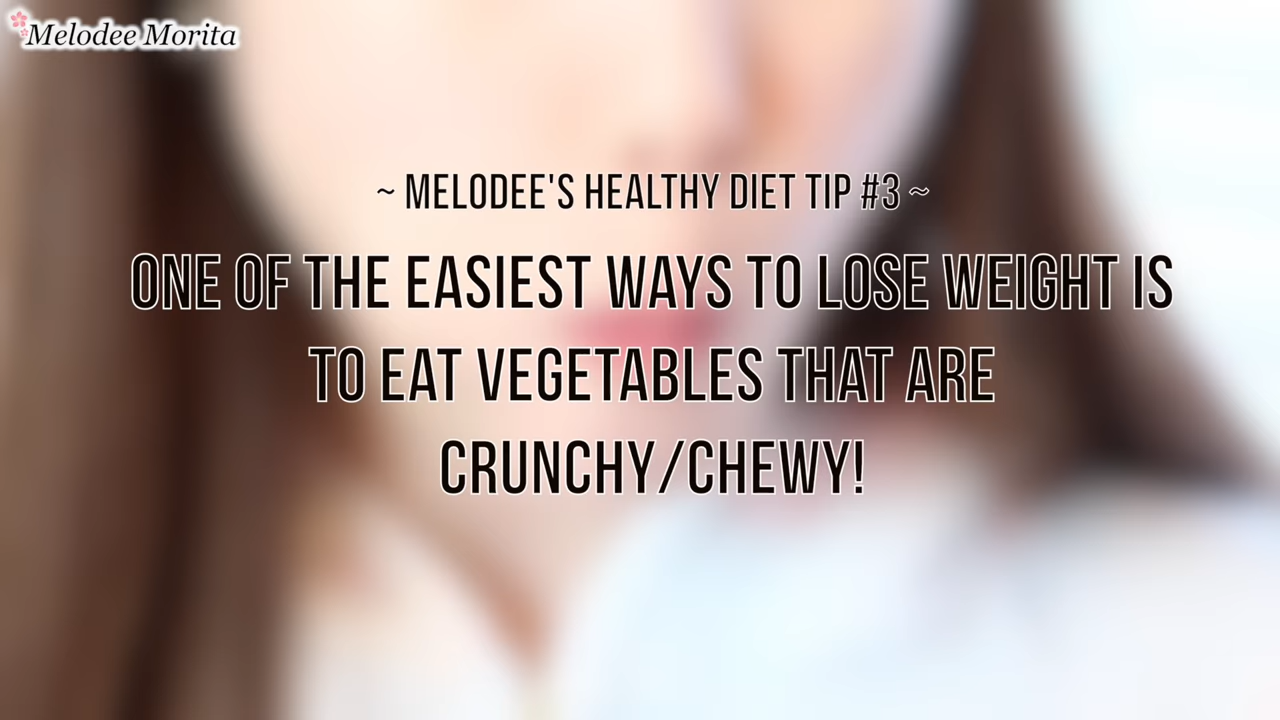 Melodee Morita
~ MELODEE'S HEALTHY DIET TIP #3 ~
ONE OF THE EASIEST WAYS TO LOSE WEIGHT IS
TO EAT VEGETABLES THAT ARE
CRUNCHY/CHEWY!